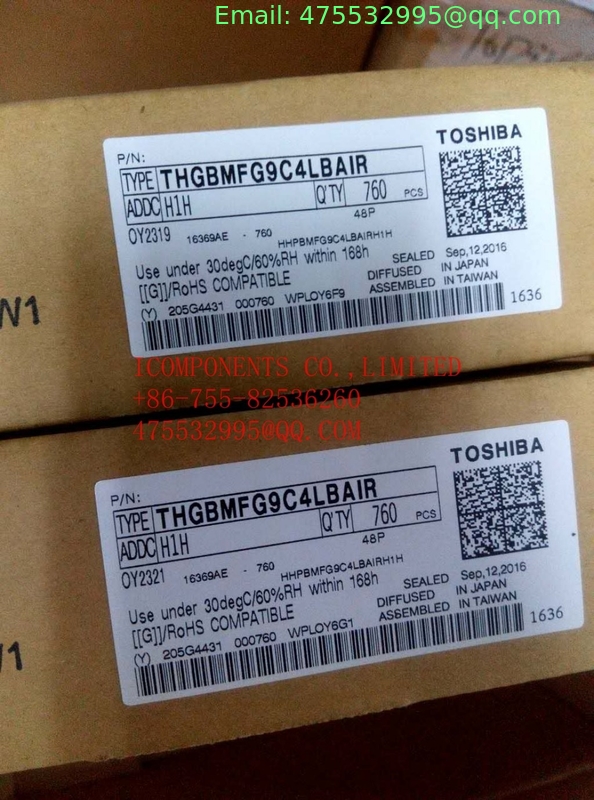 Email: 475532995@qq.com
P/N:
TOSHIBA
TYPE THGBMFG9C4LBAIR
ADDC H1H Q'TY 760 PCS
48P
OY2319 16369AE - 760 HHPBMFG9C4LBAIRH1H
Use under 30degC/60%RH within 168h
[[G]]/RoHS COMPATIBLE
SEALED Sep,12,2016
DIFFUSED IN JAPAN
ASSEMBLED IN TAIWAN
(Y) 205G4431 000760 WPLOY6F9
1636
W1
ICOMPONENTS CO.,LIMITED
+86-755-82536260
475532995@QQ.COM
P/N:
TOSHIBA
TYPE THGBMFG9C4LBAIR
ADDC H1H Q'TY 760 PCS
48P
OY2321 16369AE - 760 HHPBMFG9C4LBAIRH1H
Use under 30degC/60%RH within 168h
[[G]]/RoHS COMPATIBLE
SEALED Sep,12,2016
DIFFUSED IN JAPAN
ASSEMBLED IN TAIWAN
(Y) 205G4431 000760 WPLOY6G1
1636